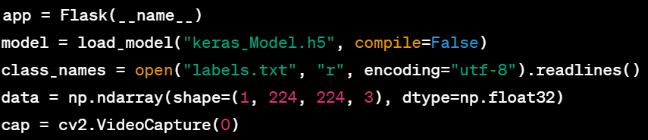 app = Flask(__name__)
model = load_model("keras_Model.h5", compile=False)
class_names = open("labels.txt", "r", encoding="utf-8").readlines()
data = np.ndarray(shape=(1, 224, 224, 3), dtype=np.float32)
cap = cv2.VideoCapture(0)